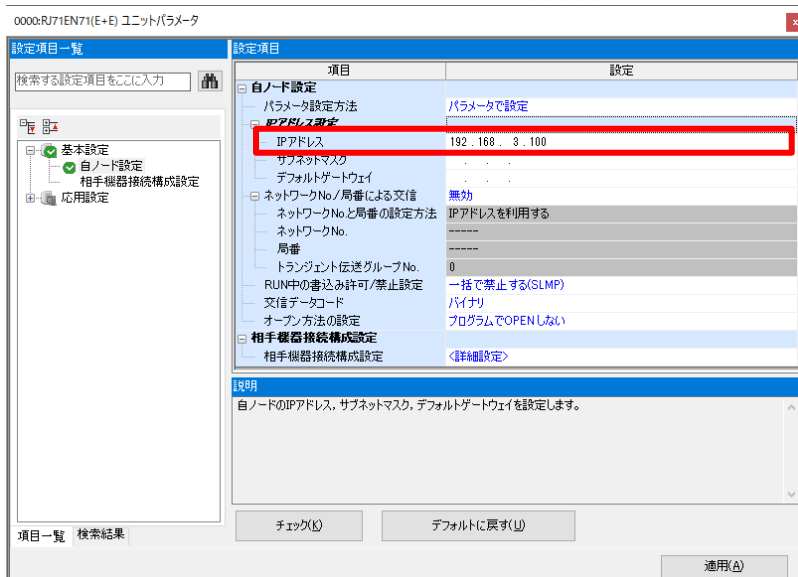 0000:RJ71EN71(E+E) ユニットパラメータ
設定項目一覧
検索する設定項目をここに入力
基本設定
自ノード設定
相手機器接続構成設定
応用設定
項目一覧 検索結果
設定項目
項目 設定
自ノード設定
パラメータ設定方法 パラメータで設定
IPアドレス設定
IPアドレス 192 . 168 . 3 . 100
サブネットマスク . . .
デフォルトゲートウェイ . . .
ネットワークNo./局番による交信 無効
ネットワークNo.と局番の設定方法 IPアドレスを利用する
ネットワークNo. -----
局番 -----
トランジェント伝送グループNo. 0
RUN中の書込み許可/禁止設定 一括で禁止する(SLMP)
交信データコード バイナリ
オープン方法の設定 プログラムでOPENしない
相手機器接続構成設定
相手機器接続構成設定 <詳細設定>
説明
自ノードのIPアドレス, サブネットマスク, デフォルトゲートウェイを設定します。
チェック(K) デフォルトに戻す(U)
適用(A)